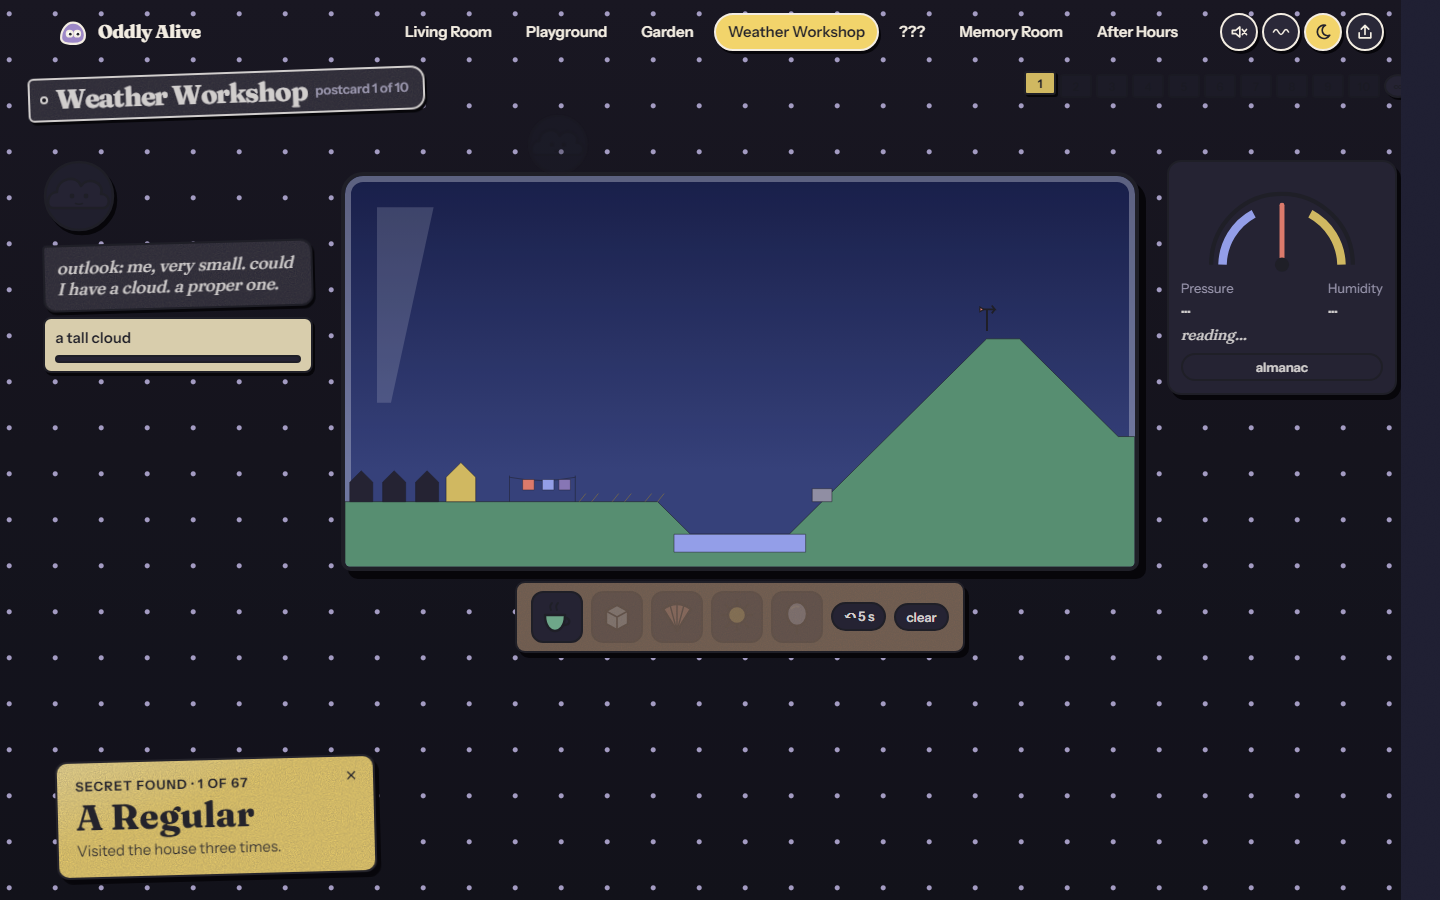 Oddly Alive
Living Room
Playground
Garden
Weather Workshop
???
Memory Room
After Hours
Weather Workshop postcard 1 of 10
1
outlook: me, very small. could
I have a cloud. a proper one.
a tall cloud
Pressure
Humidity
--
--
reading...
almanac
↶5 s
clear
SECRET FOUND · 1 OF 67
×
A Regular
Visited the house three times.